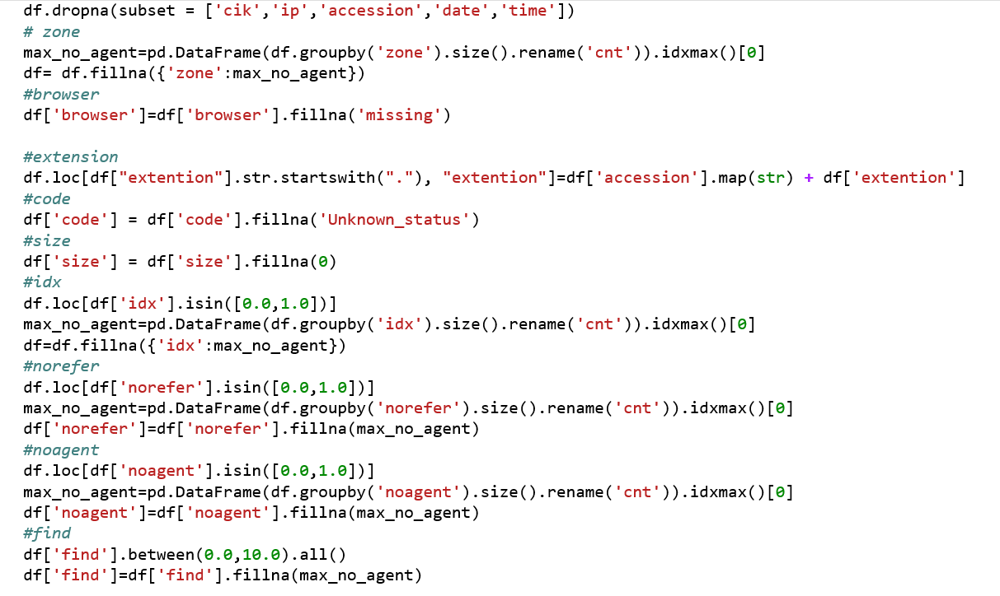 df.dropna(subset = ['cik','ip','accession','date','time'])
# zone
max_no_agent=pd.DataFrame(df.groupby('zone').size().rename('cnt')).idxmax()[0]
df= df.fillna({'zone':max_no_agent})
#browser
df['browser']=df['browser'].fillna('missing')

#extension
df.loc[df["extention"].str.startswith("."), "extention"]=df['accession'].map(str) + df['extention']
#code
df['code'] = df['code'].fillna('Unknown_status')
#size
df['size'] = df['size'].fillna(0)
#idx
df.loc[df['idx'].isin([0.0,1.0])]
max_no_agent=pd.DataFrame(df.groupby('idx').size().rename('cnt')).idxmax()[0]
df=df.fillna({'idx':max_no_agent})
#norefer
df.loc[df['norefer'].isin([0.0,1.0])]
max_no_agent=pd.DataFrame(df.groupby('norefer').size().rename('cnt')).idxmax()[0]
df['norefer']=df['norefer'].fillna(max_no_agent)
#noagent
df.loc[df['noagent'].isin([0.0,1.0])]
max_no_agent=pd.DataFrame(df.groupby('noagent').size().rename('cnt')).idxmax()[0]
df['noagent']=df['noagent'].fillna(max_no_agent)
#find
df['find'].between(0.0,10.0).all()
df['find']=df['find'].fillna(max_no_agent)